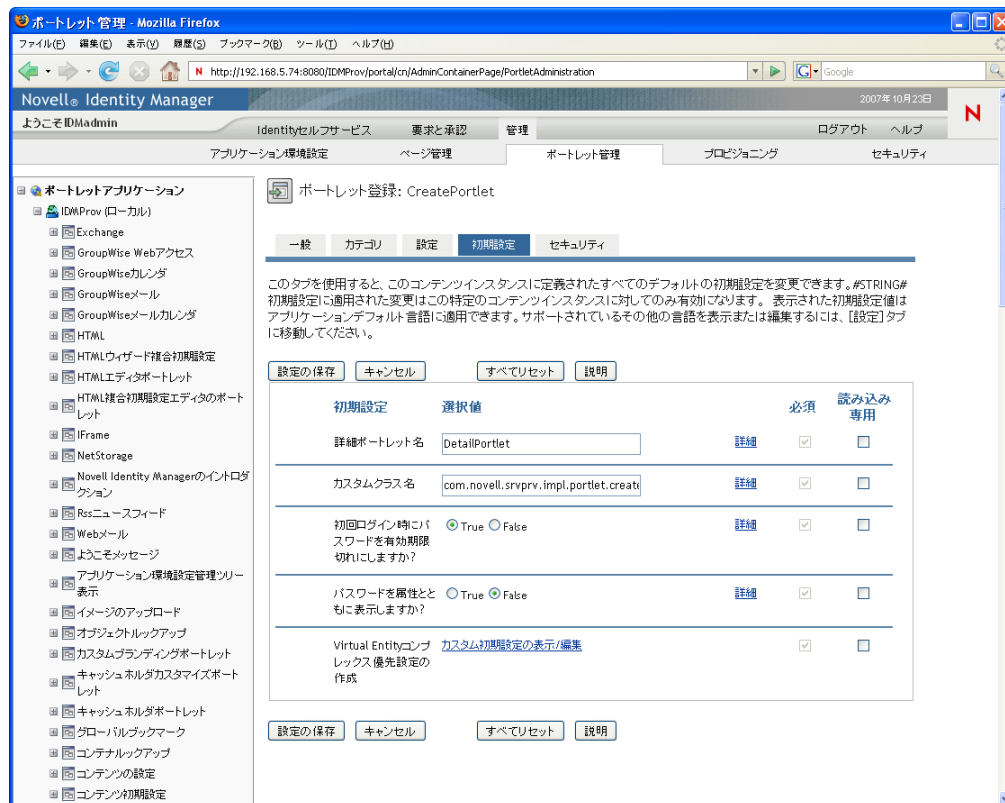 ポートレット管理 - Mozilla Firefox
ファイル(F) 編集(E) 表示(V) 履歴(S) ブックマーク(B) ツール(T) ヘルプ(H)
http://192.168.5.74:8080/IDMProv/portal/cn/AdminContainerPage/PortletAdministration
Google
Novell® Identity Manager
2007年10月23日
N
ようこそIDMadmin
Identityセルフサービス 要求と承認 管理
ログアウト ヘルプ
アプリケーション環境設定 ページ管理 ポートレット管理 プロビジョニング セキュリティ
ポートレットアプリケーション
IDMProv (ローカル)
Exchange
GroupWise Webアクセス
GroupWiseカレンダ
GroupWiseメール
GroupWiseメールカレンダ
HTML
HTMLウィザード複合初期設定
HTMLエディタポートレット
HTML複合初期設定エディタのポート
レット
IFrame
NetStorage
Novell Identity Managerのイントロダ
クション
Rssニュースフィード
Webメール
ようこそメッセージ
アプリケーション環境設定管理ツリー
表示
イメージのアップロード
オブジェクトルックアップ
カスタムブランディングポートレット
キャッシュホルダカスタマイズポート
レット
キャッシュホルダポートレット
グローバルブックマーク
コンテナルックアップ
コンテンツの設定
コンテンツ初期設定
ポートレット登録: CreatePortlet
一般 カテゴリ 設定 初期設定 セキュリティ
このタブを使用すると、このコンテンツインスタンスに定義されたすべてのデフォルトの初期設定を変更できます。#STRING#
初期設定に適用された変更はこの特定のコンテンツインスタンスに対してのみ有効になります。 表示された初期設定値は
アプリケーションデフォルト言語に適用できます。サポートされているその他の言語を表示または編集するには、[設定]タブ
に移動してください。
設定の保存 キャンセル すべてリセット 説明
初期設定 選択値 必須 読み込み
専用
詳細ポートレット名 DetailPortlet 詳細
カスタムクラス名 com.novell.srvprv.impl.portlet.create 詳細
初回ログイン時にパ True False 詳細
スワードを有効期限
切れにしますか?
パスワードを属性とと True False 詳細
もに表示しますか?
Virtual Entityコンプ カスタム初期設定の表示/編集
レックス優先設定の
作成
設定の保存 キャンセル すべてリセット 説明